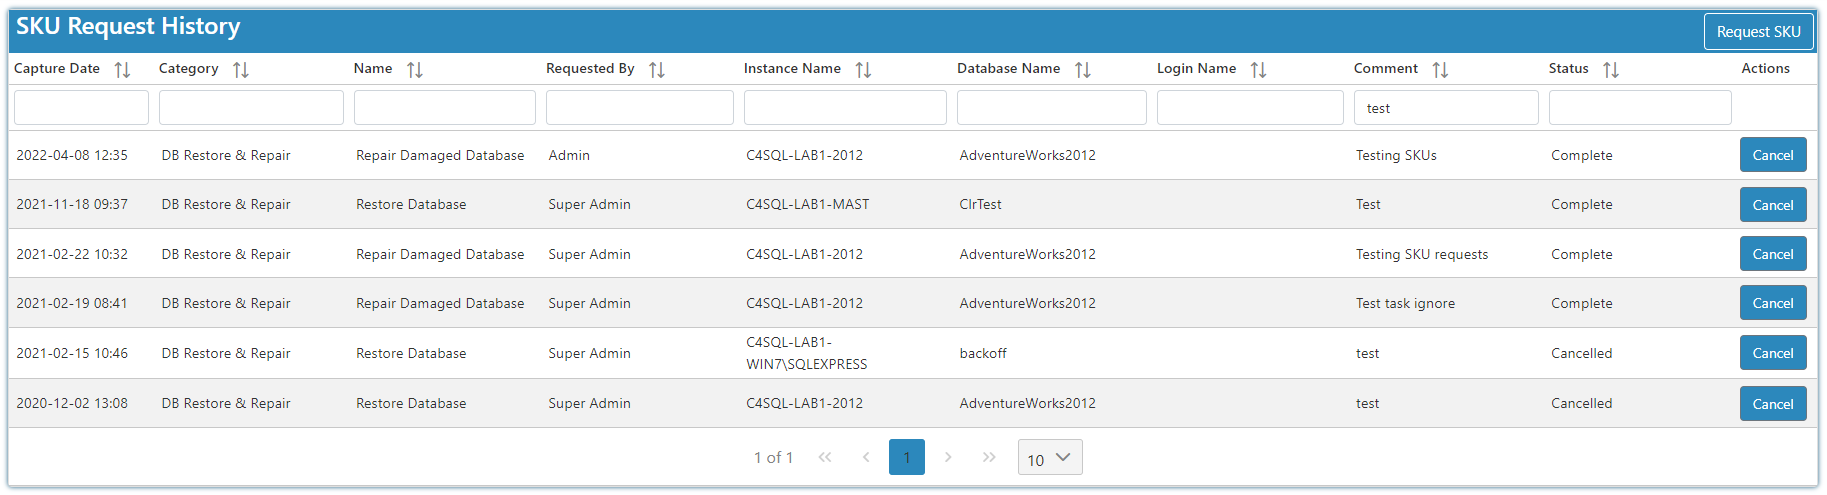 SKU Request History Request SKU
Capture Date Category Name Requested By Instance Name Database Name Login Name Comment Status Actions
test
2022-04-08 12:35 DB Restore & Repair Repair Damaged Database Admin C4SQL-LAB1-2012 AdventureWorks2012 Testing SKUs Complete Cancel
2021-11-18 09:37 DB Restore & Repair Restore Database Super Admin C4SQL-LAB1-MAST ClrTest Test Complete Cancel
2021-02-22 10:32 DB Restore & Repair Repair Damaged Database Super Admin C4SQL-LAB1-2012 AdventureWorks2012 Testing SKU requests Complete Cancel
2021-02-19 08:41 DB Restore & Repair Repair Damaged Database Super Admin C4SQL-LAB1-2012 AdventureWorks2012 Test task ignore Complete Cancel
2021-02-15 10:46 DB Restore & Repair Restore Database Super Admin C4SQL-LAB1-
WIN7\SQLEXPRESS backoff test Cancelled Cancel
2020-12-02 13:08 DB Restore & Repair Restore Database Super Admin C4SQL-LAB1-2012 AdventureWorks2012 test Cancelled Cancel
1 of 1 1 10